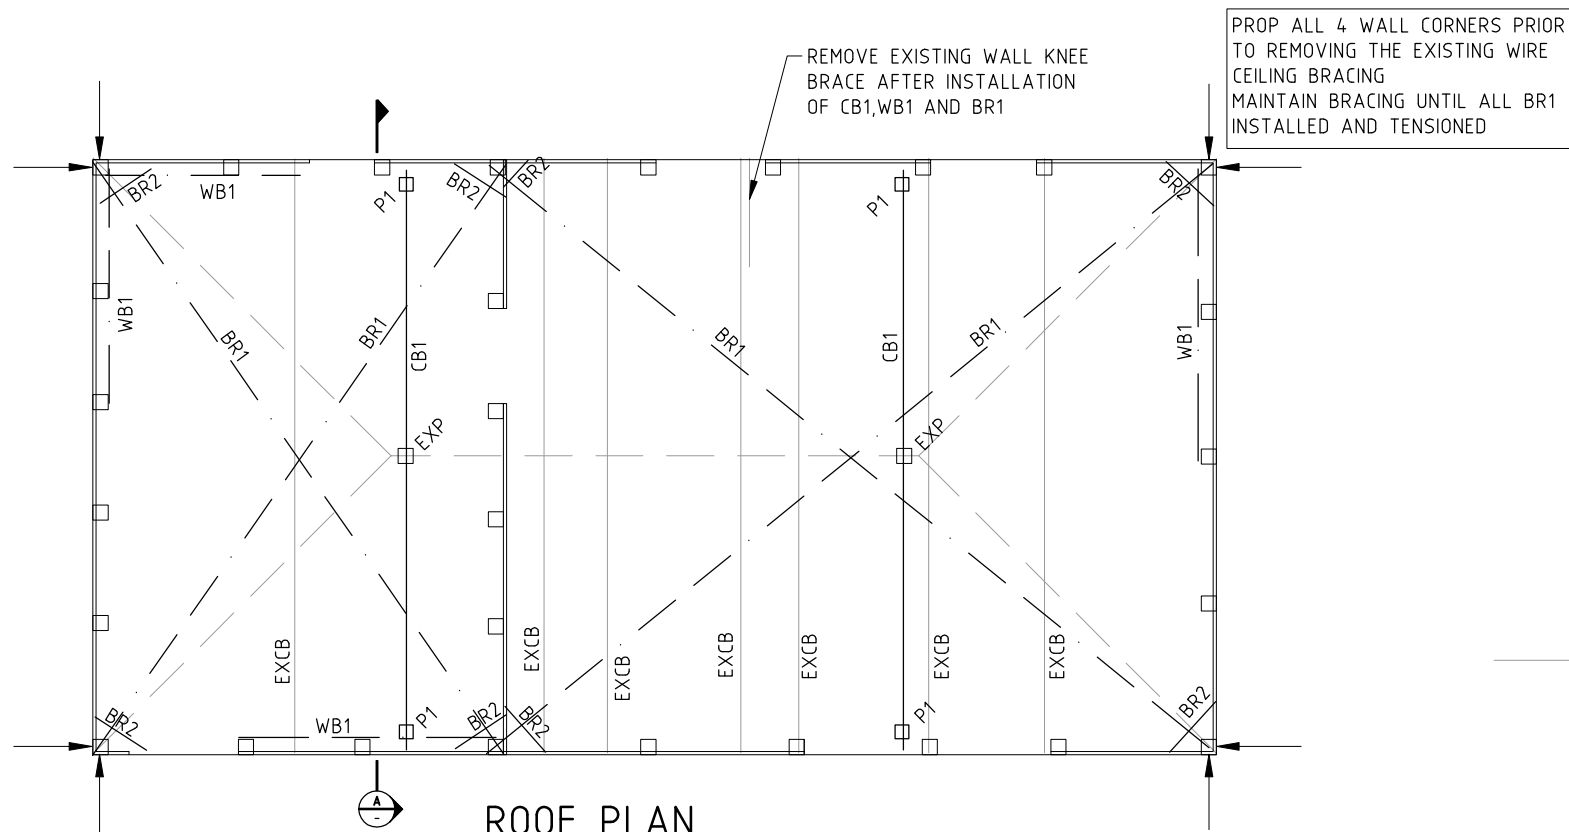 PROP ALL 4 WALL CORNERS PRIOR
TO REMOVING THE EXISTING WIRE
CEILING BRACING
MAINTAIN BRACING UNTIL ALL BR1
INSTALLED AND TENSIONED
REMOVE EXISTING WALL KNEE
BRACE AFTER INSTALLATION
OF CB1,WB1 AND BR1
BR2
WB1
P1
BR2
BR2
P1
BR2
WB1
BR1
BR1
CB1
BR1
CB1
BR1
WB1
EXP
EXP
EXCB
EXCB
EXCB
EXCB
EXCB
EXCB
EXCB
BR2
WB1
P1
BR2
BR2
P1
BR2
A
-
ROOF PLAN